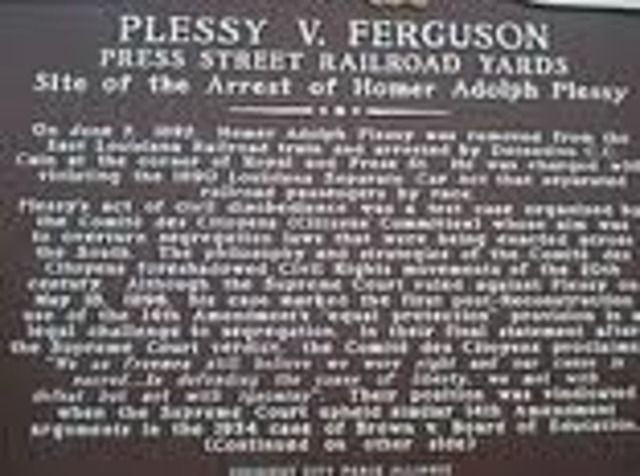 PLESSY V. FERGUSON
PRESS STREET RAILROAD YARDS
Site of the Arrest of Homer Adolph Plessy
On June 7, 1892, Homer Adolph Plessy was removed from the
East Louisiana Railroad train and arrested by Detective C. C.
Cain at the corner of Royal and Press St. He was charged with
violating the 1890 Louisiana Separate Car Act that separated
railroad passengers by race.
Plessy's act of civil disobedience was a test case organized by
the Comité des Citoyens (Citizens Committee) whose aim was
to overturn segregation laws that were being enacted across
the South. The philosophy and strategies of the Comité des
Citoyens foreshadowed Civil Rights movements of the 20th
century. Although the Supreme Court ruled against Plessy on
May 18, 1896, his case marked the first post-Reconstruction
use of the 14th Amendment's "equal protection" provision in a
legal challenge to segregation. In their final statement after
the Supreme Court verdict, the Comité des Citoyens proclaimed
"We as freemen still believe we were right and our cause is
sacred... In defending the cause of liberty, we met with
defeat but not with ignominy." Their position was vindicated
when the Supreme Court upheld similar 14th Amendment
arguments in the 1954 case of Brown v. Board of Education.
(Continued on other side)
CRESCENT CITY PEACE ALLIANCE